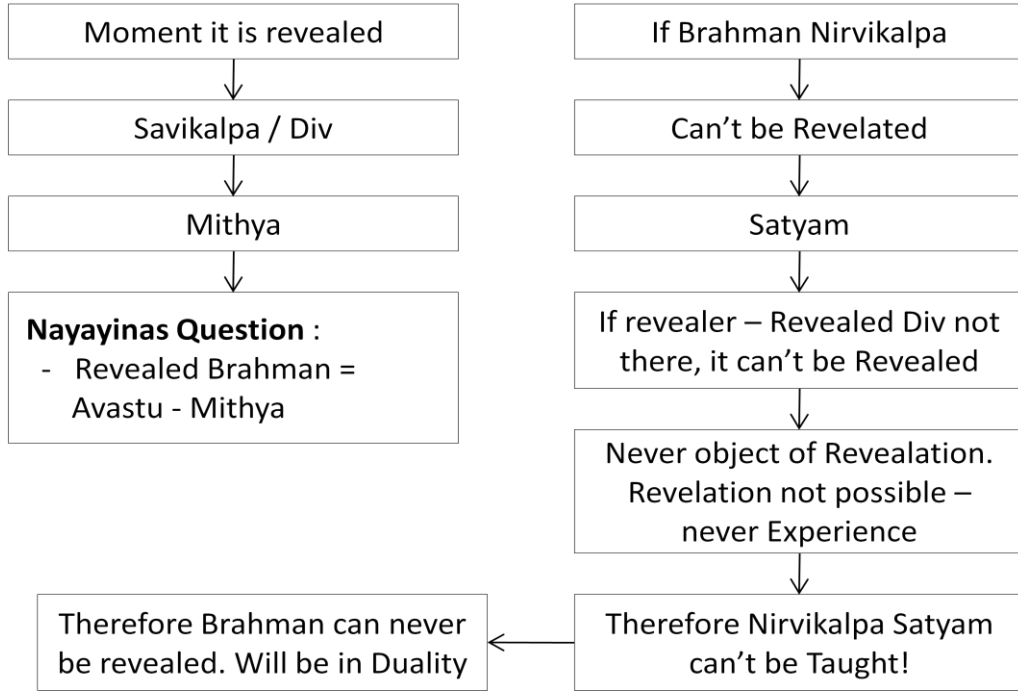 Moment it is revealed
Savikalpa / Div
Mithya
Nayayinas Question :
- Revealed Brahman =
Avastu - Mithya
If Brahman Nirvikalpa
Can’t be Revelated
Satyam
If revealer – Revealed Div not
there, it can’t be Revealed
Never object of Revealation.
Revelation not possible –
never Experience
Therefore Nirvikalpa Satyam
can’t be Taught!
Therefore Brahman can never
be revealed. Will be in Duality